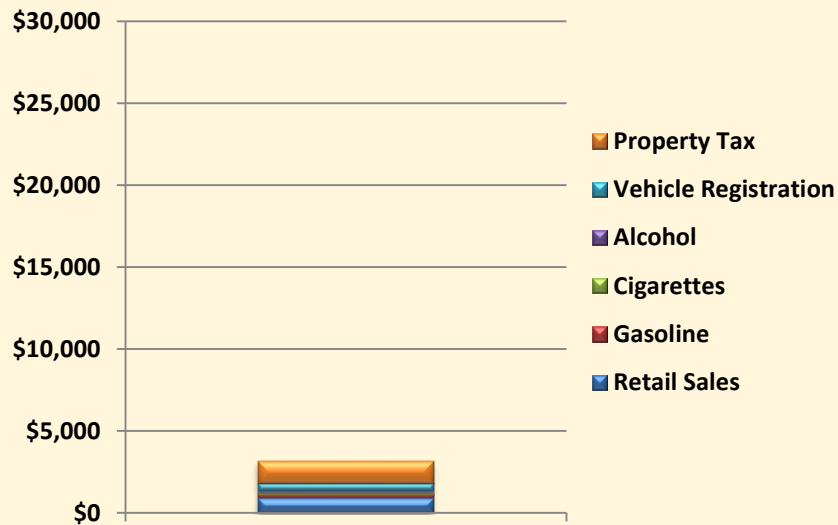 $30,000
$25,000
$20,000
$15,000
$10,000
$5,000
$0
Property Tax
Vehicle Registration
Alcohol
Cigarettes
Gasoline
Retail Sales